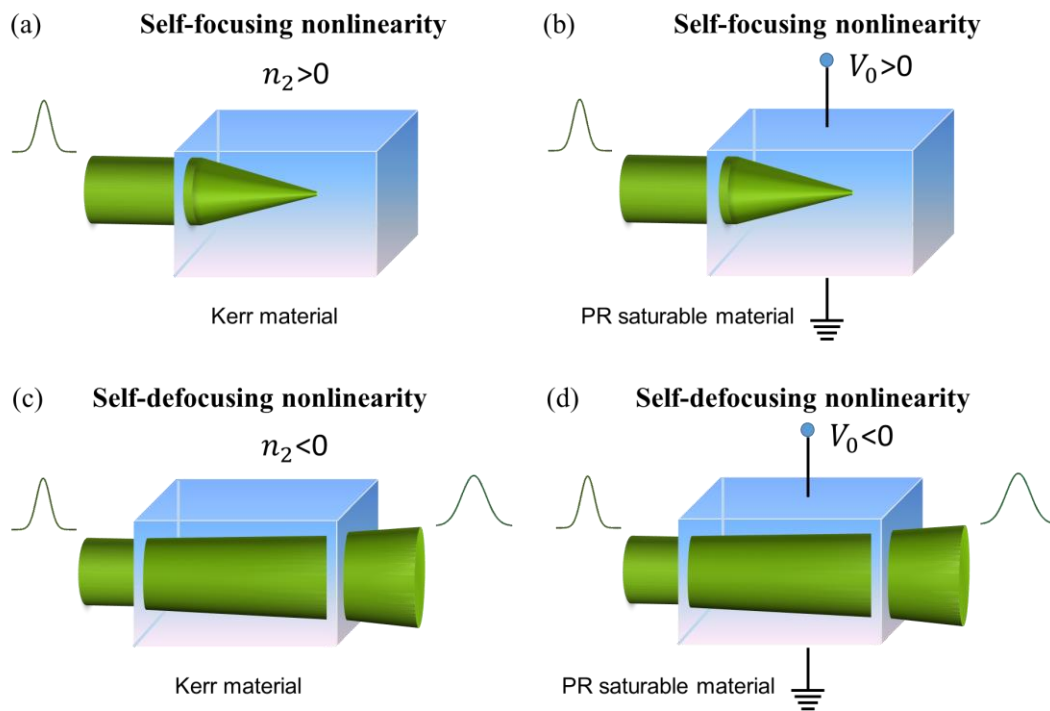 (a) Self-focusing nonlinearity
n₂>0
Kerr material
(b) Self-focusing nonlinearity
V₀>0
PR saturable material
(c) Self-defocusing nonlinearity
n₂<0
Kerr material
(d) Self-defocusing nonlinearity
V₀<0
PR saturable material